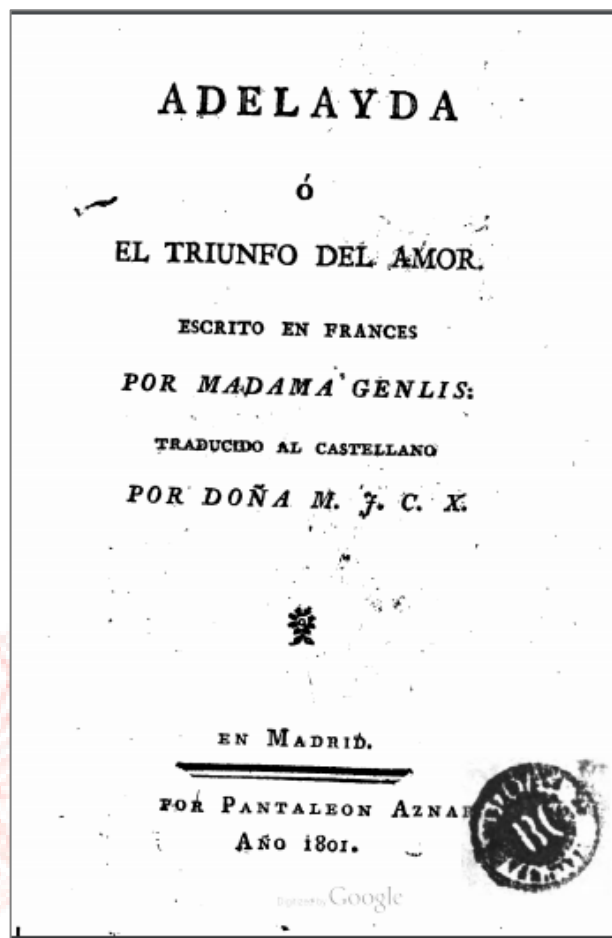 ADELAYDA
ó
EL TRIUNFO DEL AMOR.
ESCRITO EN FRANCES
POR MADAMA GENLIS:
TRADUCIDO AL CASTELLANO
POR DOÑA M. J. C. X.
EN MADRID.
POR PANTALEON AZNAR
AÑO 1801.
Digitized by Google